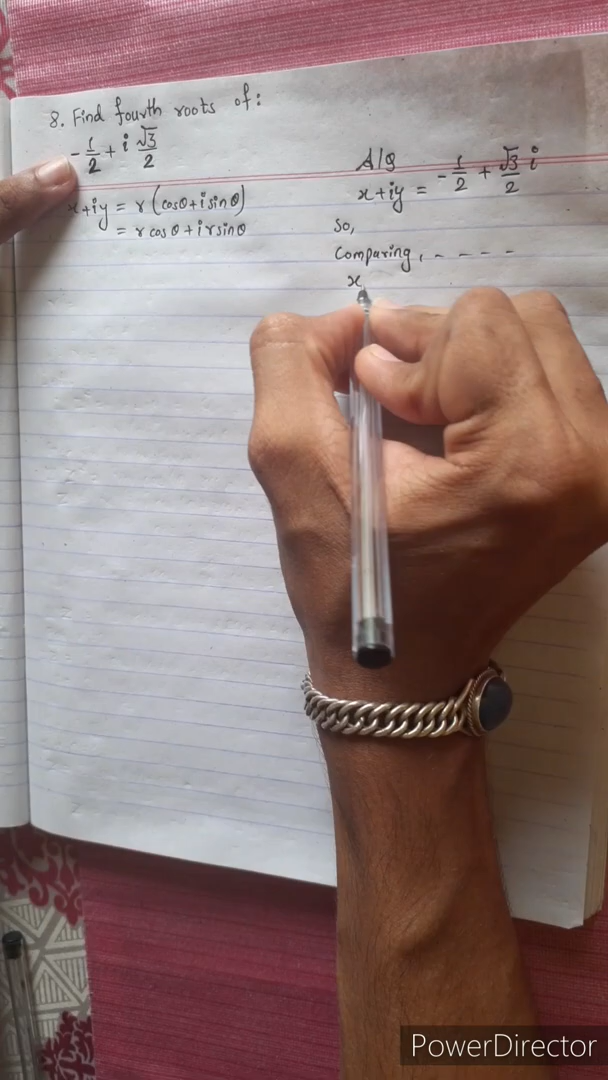 8. Find fourth roots of:
-1/2 + i √3/2
x+iy = r (cosθ+i sinθ)
= r cosθ + i r sinθ
A/Q
x+iy = -1/2 + √3/2 i
So,
Comparing, - - - -
x
PowerDirector